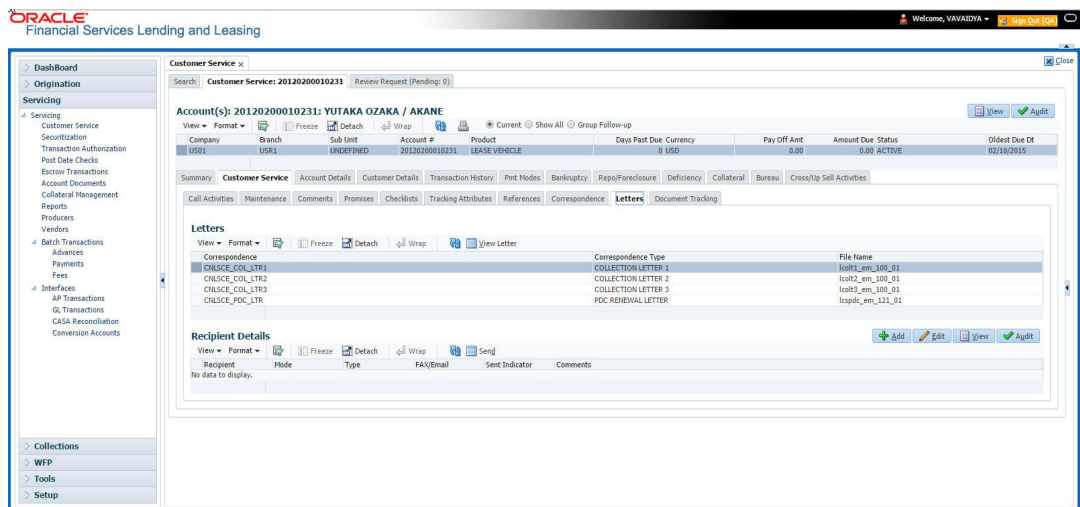 ORACLE'
Welcome, VAVAIDYA
Sign Out [QA]
Financial Services Lending and Leasing
Close
DashBoard
Origination
Servicing
Servicing
Customer Service
Securitization
Transaction Authorization
Post Date Checks
Escrow Transactions
Account Documents
Collateral Management
Reports
Producers
Vendors
Batch Transactions
Advances
Payments
Fees
Interfaces
AP Transactions
GL Transactions
CASA Reconciliation
Conversion Accounts
Collections
WFP
Tools
Setup
Customer Service x
Search Customer Service: 20120200010231 Review Request (Pending: 0)
Account(s): 20120200010231: YUTAKA OZAKA / AKANE
View Audit
View Format Freeze Detach Wrap Current Show All Group Follow-up
Company Branch Sub Unit Account # Product Days Past Due Currency Pay Off Amt Amount Due Status Oldest Due Dt
US01 USR1 UNDEFINED 20120200010231 LEASE VEHICLE 0 USD 0.00 0.00 ACTIVE 02/10/2015
Summary Customer Service Account Details Customer Details Transaction History Pmt Modes Bankruptcy Repo/Foreclosure Deficiency Collateral Bureau Cross/Up Sell Activities
Call Activities Maintenance Comments Promises Checklists Tracking Attributes References Correspondence Letters Document Tracking
Letters
View Format Freeze Detach Wrap View Letter
Correspondence Correspondence Type File Name
CNLSCE_COL_LTR1 COLLECTION LETTER 1 lcolt1_em_100_01
CNLSCE_COL_LTR2 COLLECTION LETTER 2 lcolt2_em_100_01
CNLSCE_COL_LTR3 COLLECTION LETTER 3 lcolt3_em_100_01
CNLSCE_PDC_LTR PDC RENEWAL LETTER lcspdc_em_121_01
Recipient Details
Add Edit View Audit
View Format Freeze Detach Wrap Send
Recipient Mode Type FAX/Email Sent Indicator Comments
No data to display.